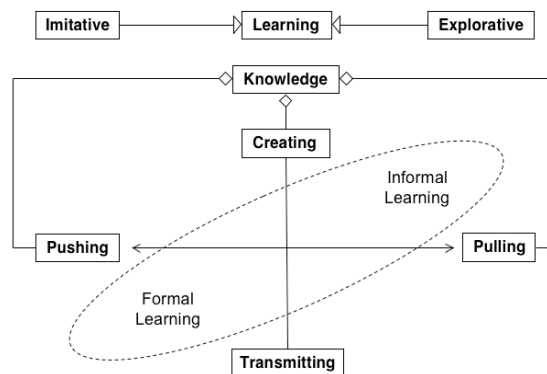 Imitative
Learning
Explorative
Knowledge
Creating
Informal
Learning
Pushing
Pulling
Formal
Learning
Transmitting